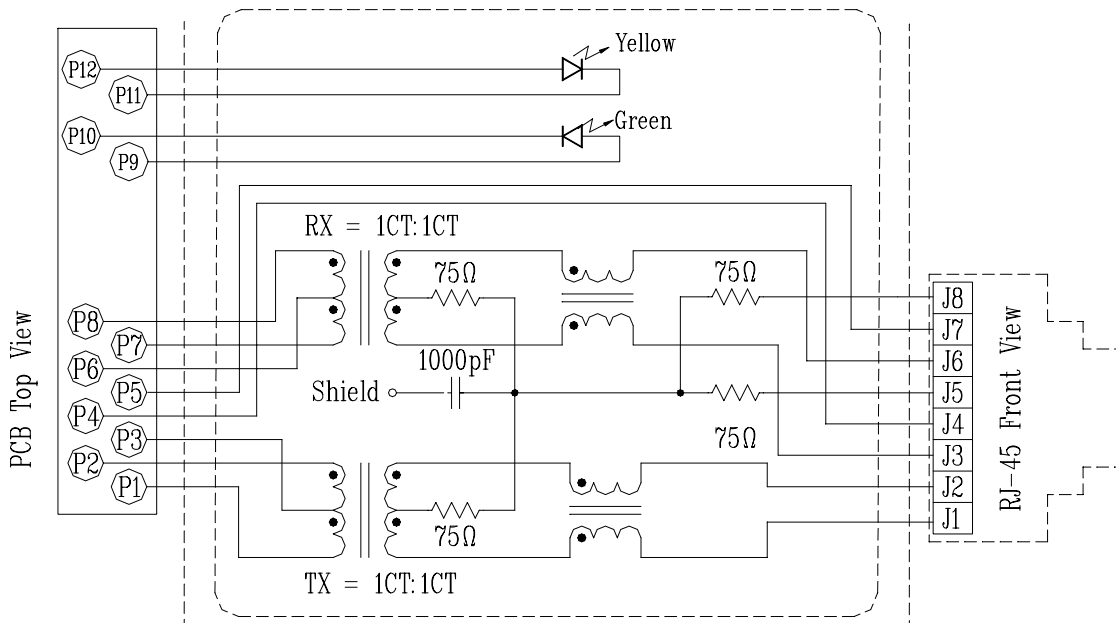 Yellow
P12
P11
Green
P10
P9
RX = 1CT:1CT
75Ω
75Ω
J8
P8
J7
P7
1000pF
J6
P6
Shield
J5
P5
P4
J4
P3
75Ω
J3
P2
J2
P1
J1
75Ω
TX = 1CT:1CT
PCB Top View
RJ-45 Front View